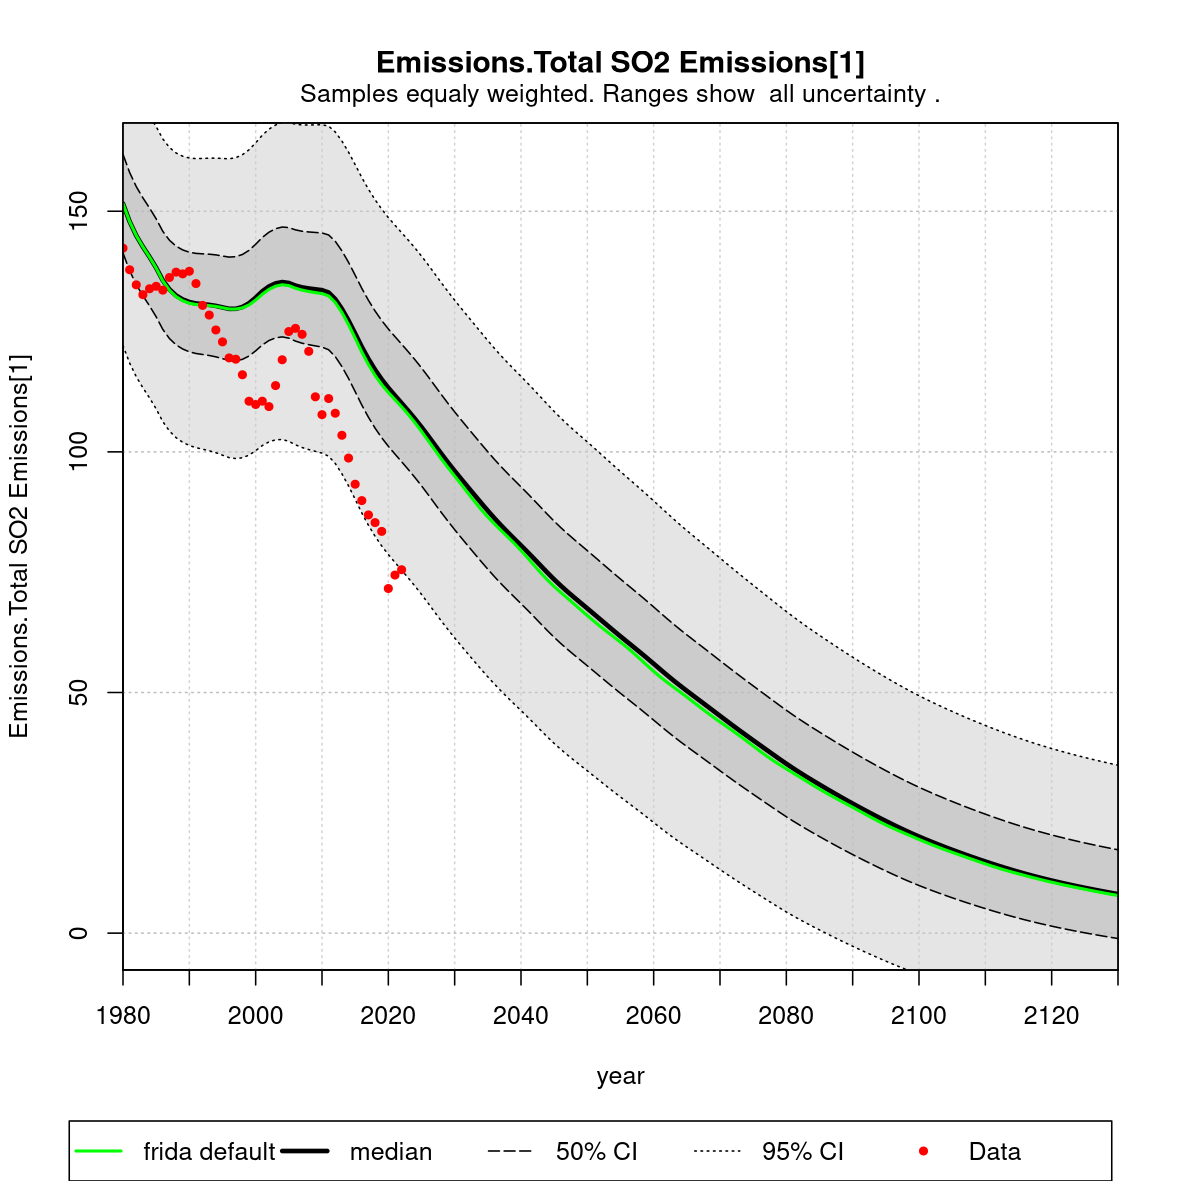 Emissions.Total SO2 Emissions[1]
Samples equaly weighted. Ranges show  all uncertainty .
Emissions.Total SO2 Emissions[1]
150
100
50
0
1980 2000 2020 2040 2060 2080 2100 2120
year
frida default median 50% CI 95% CI Data